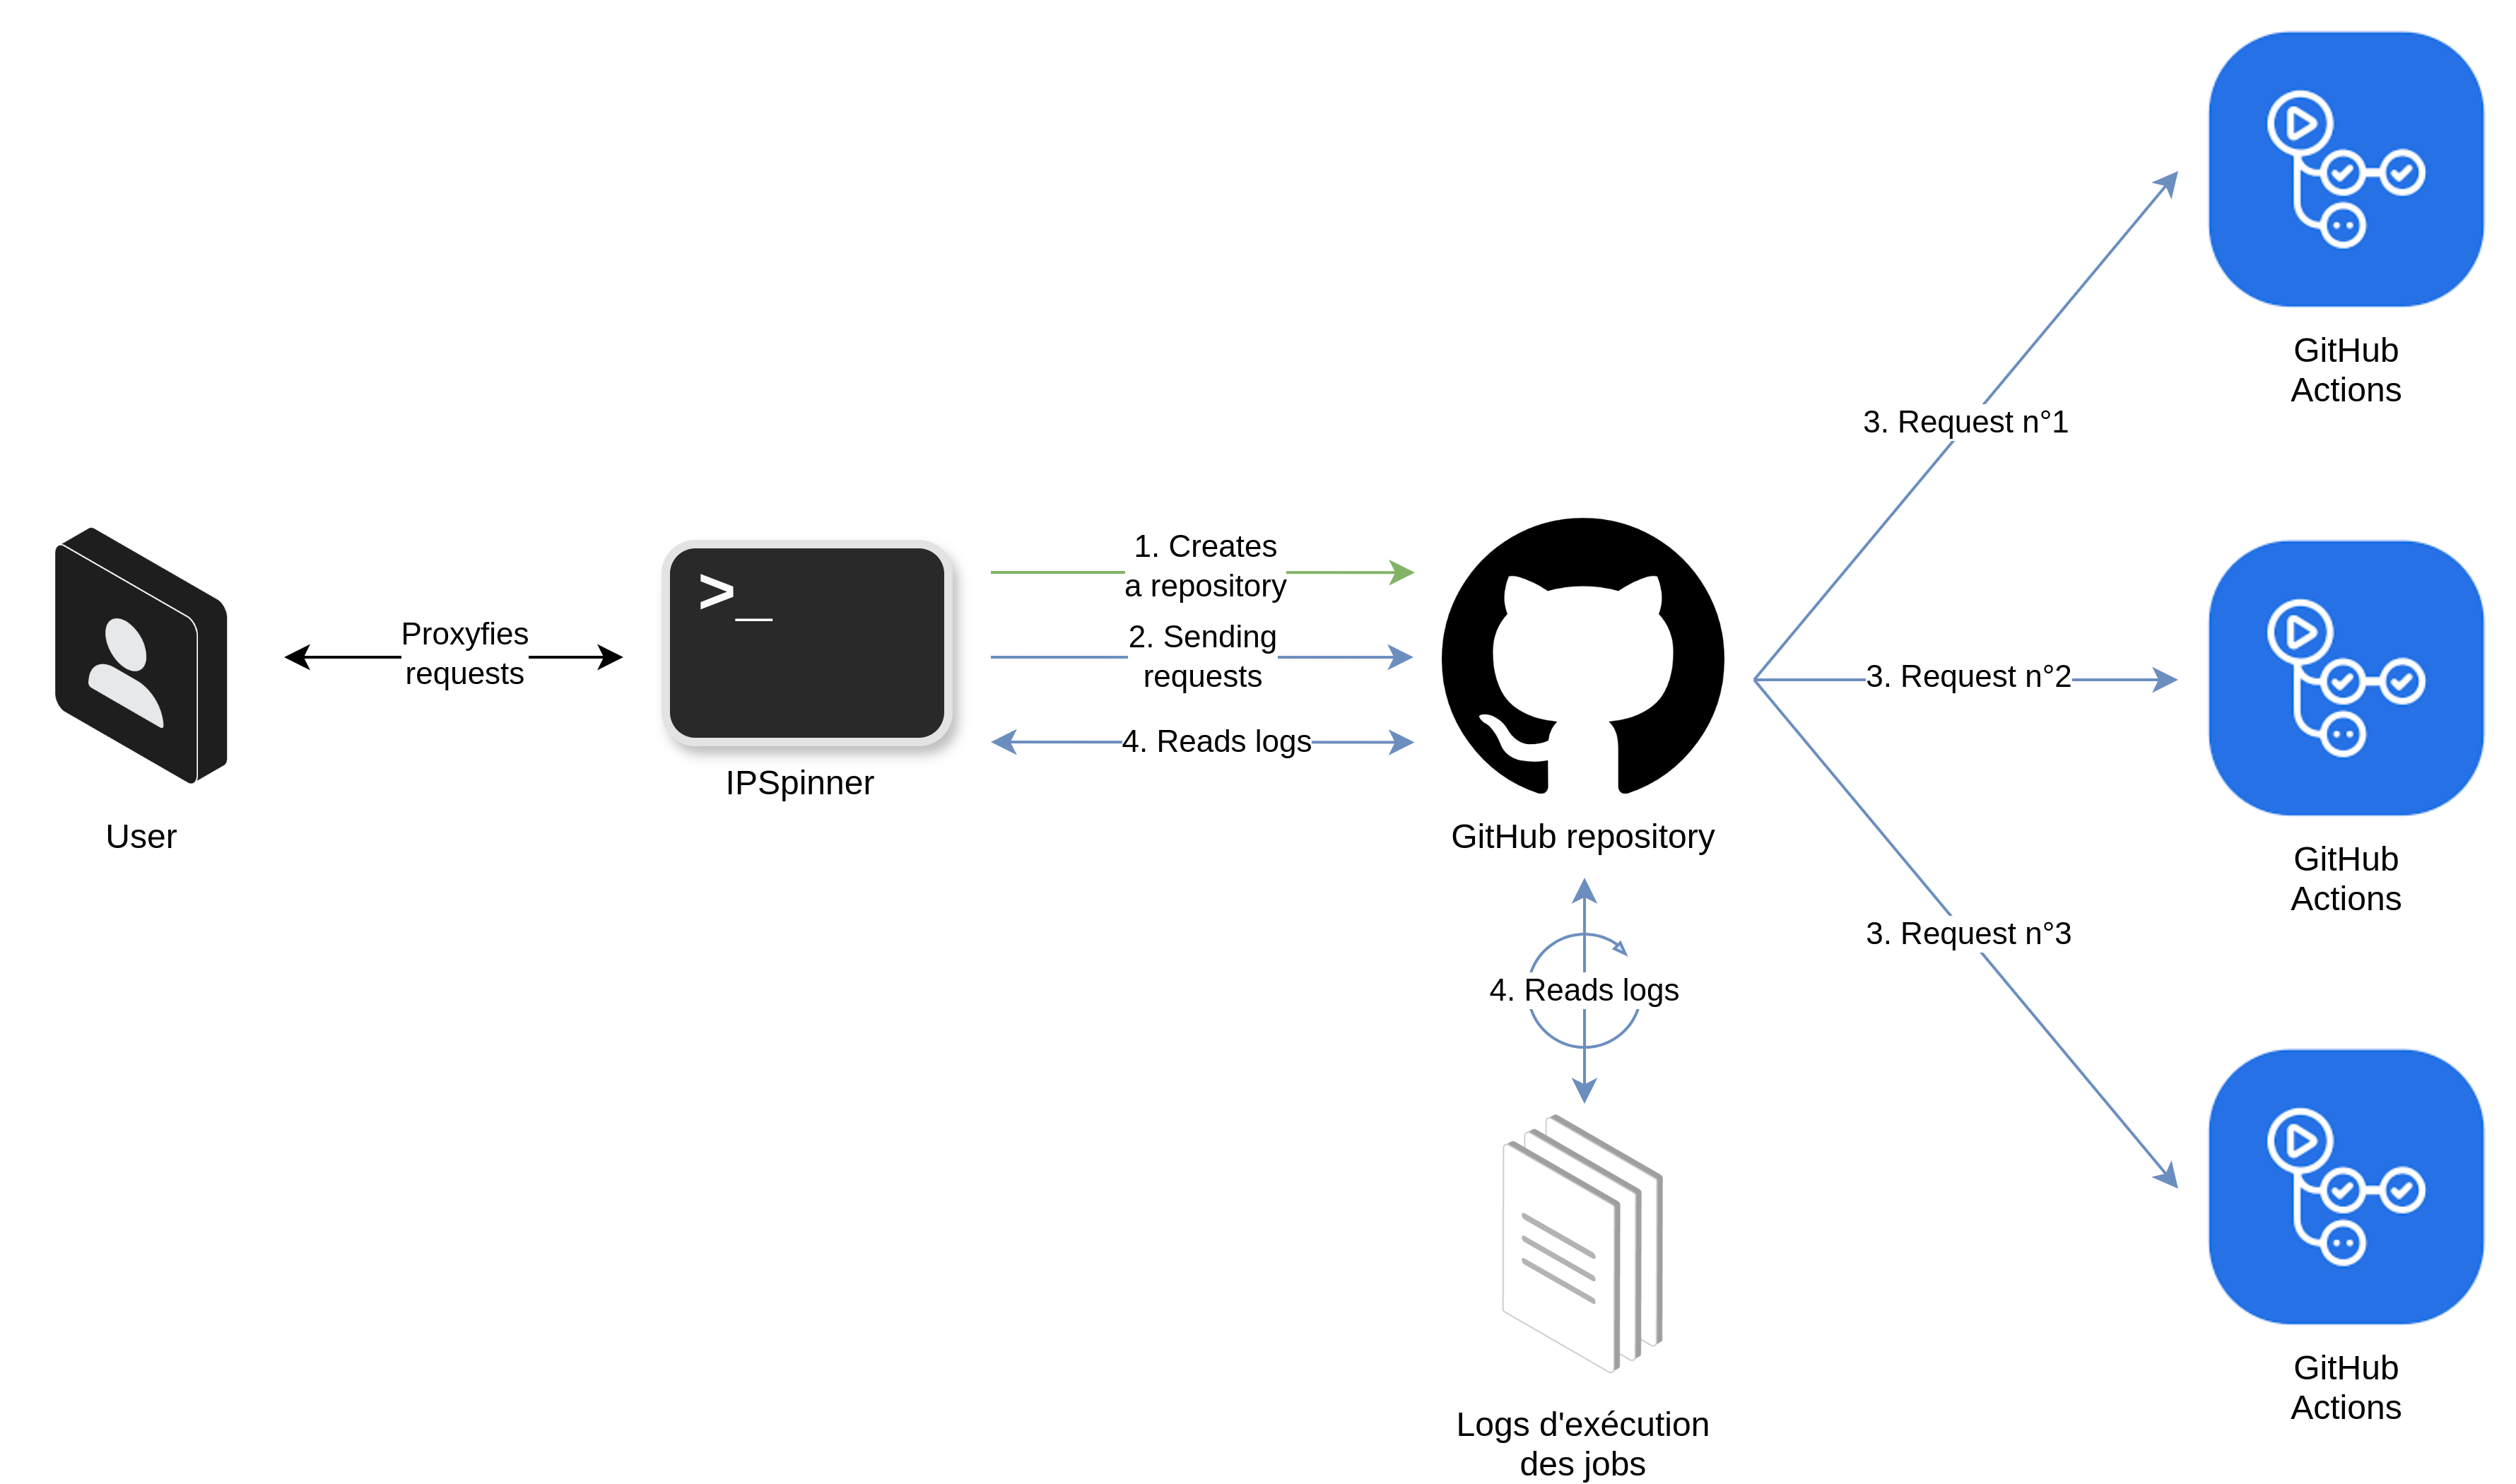 GitHub
Actions
3. Request n°1
1. Creates
a repository
>_
Proxyfies
requests
2. Sending
requests
3. Request n°2
4. Reads logs
IPSpinner
User
GitHub repository
GitHub
Actions
3. Request n°3
4. Reads logs
GitHub
Actions
Logs d'exécution
des jobs